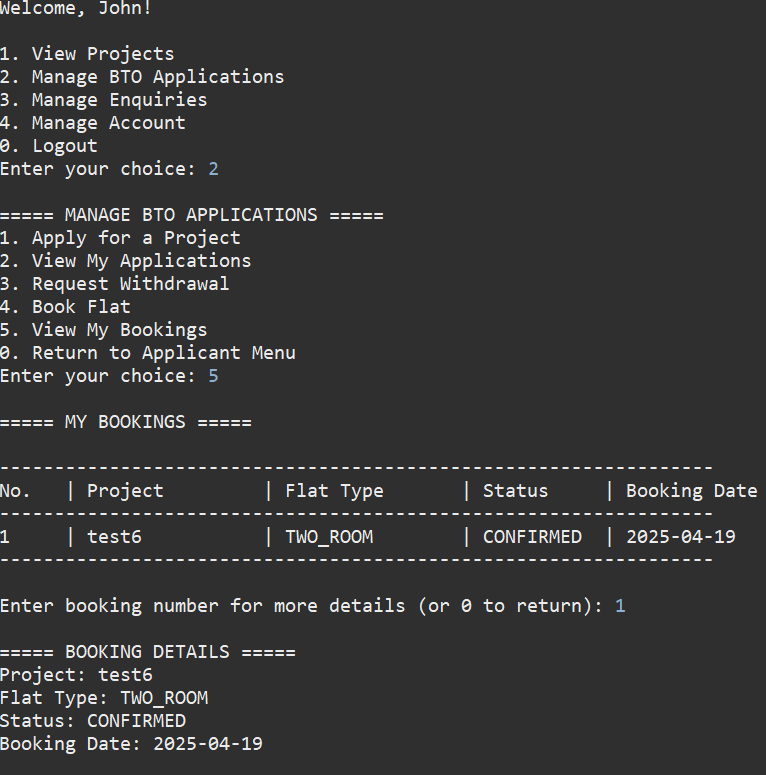 Welcome, John!
1. View Projects
2. Manage BTO Applications
3. Manage Enquiries
4. Manage Account
0. Logout
Enter your choice: 2
===== MANAGE BTO APPLICATIONS =====
1. Apply for a Project
2. View My Applications
3. Request Withdrawal
4. Book Flat
5. View My Bookings
0. Return to Applicant Menu
Enter your choice: 5
===== MY BOOKINGS =====
-----------------------------------------------------------------
No.   | Project         | Flat Type       | Status     | Booking Date
-----------------------------------------------------------------
1     | test6           | TWO_ROOM        | CONFIRMED  | 2025-04-19
-----------------------------------------------------------------
Enter booking number for more details (or 0 to return): 1
===== BOOKING DETAILS =====
Project: test6
Flat Type: TWO_ROOM
Status: CONFIRMED
Booking Date: 2025-04-19